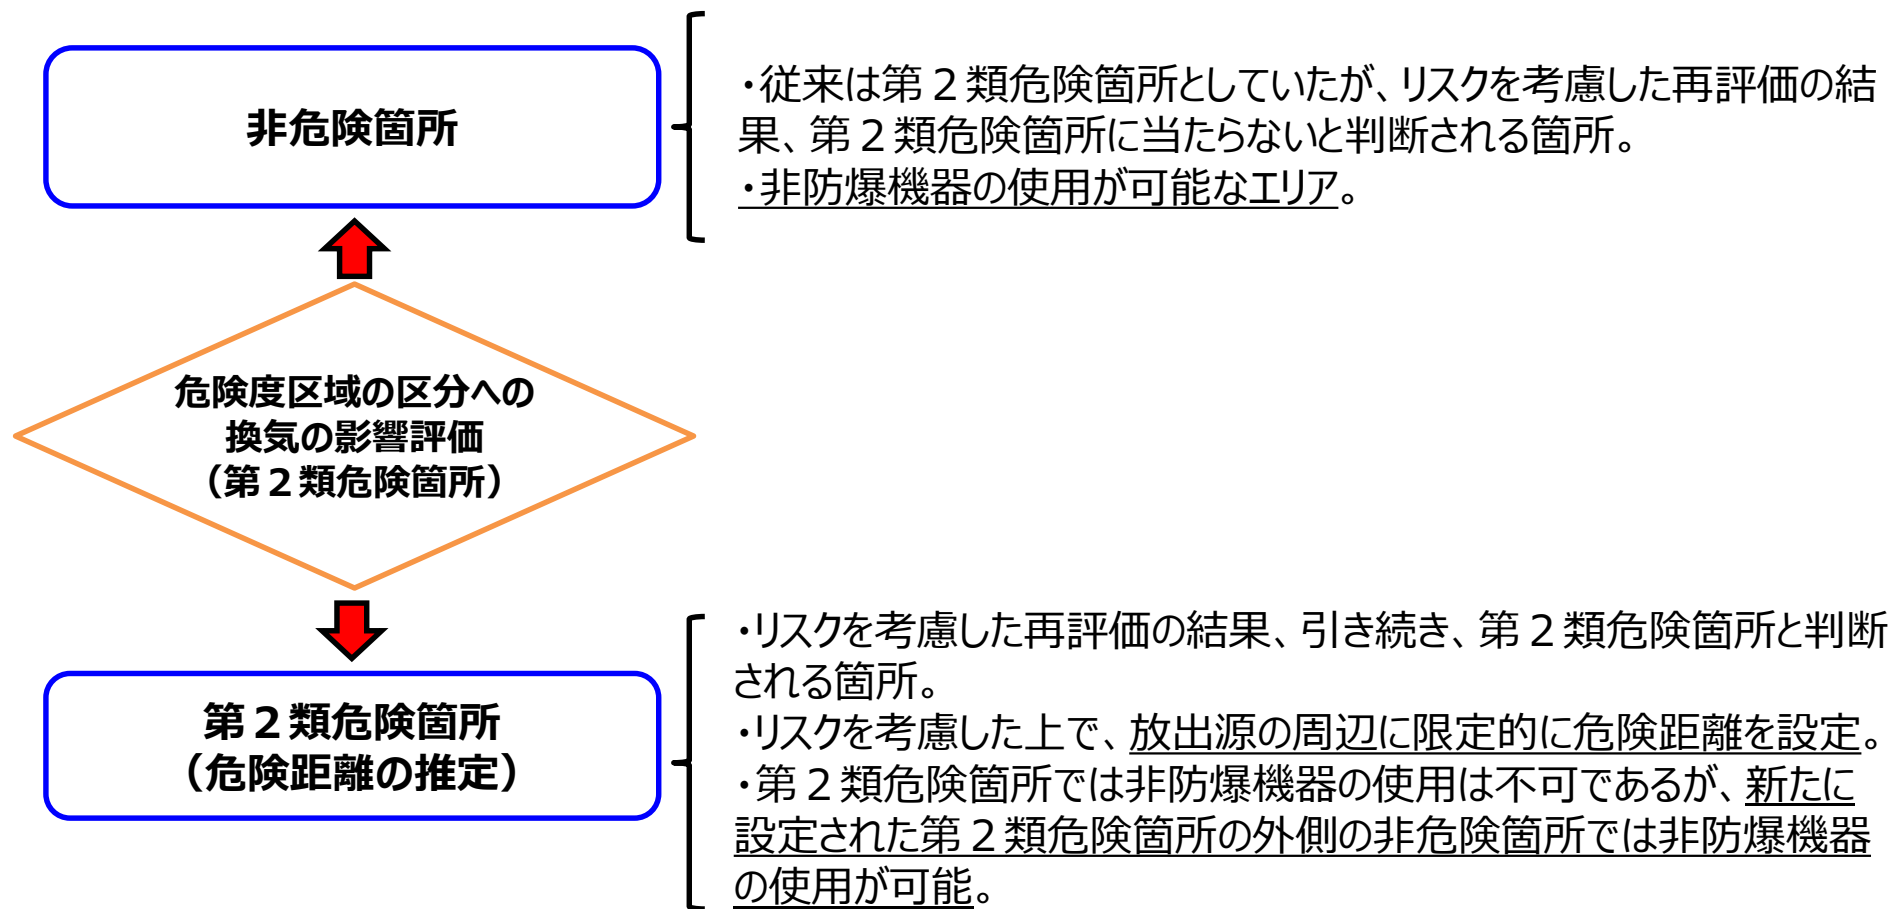 非危険箇所
・従来は第２類危険箇所としていたが、リスクを考慮した再評価の結
果、第２類危険箇所に当たらないと判断される箇所。
・非防爆機器の使用が可能なエリア。
危険度区域の区分への
換気の影響評価
（第２類危険箇所）
第２類危険箇所
（危険距離の推定）
・リスクを考慮した再評価の結果、引き続き、第２類危険箇所と判断
される箇所。
・リスクを考慮した上で、放出源の周辺に限定的に危険距離を設定。
・第２類危険箇所では非防爆機器の使用は不可であるが、新たに
設定された第２類危険箇所の外側の非危険箇所では非防爆機器
の使用が可能。